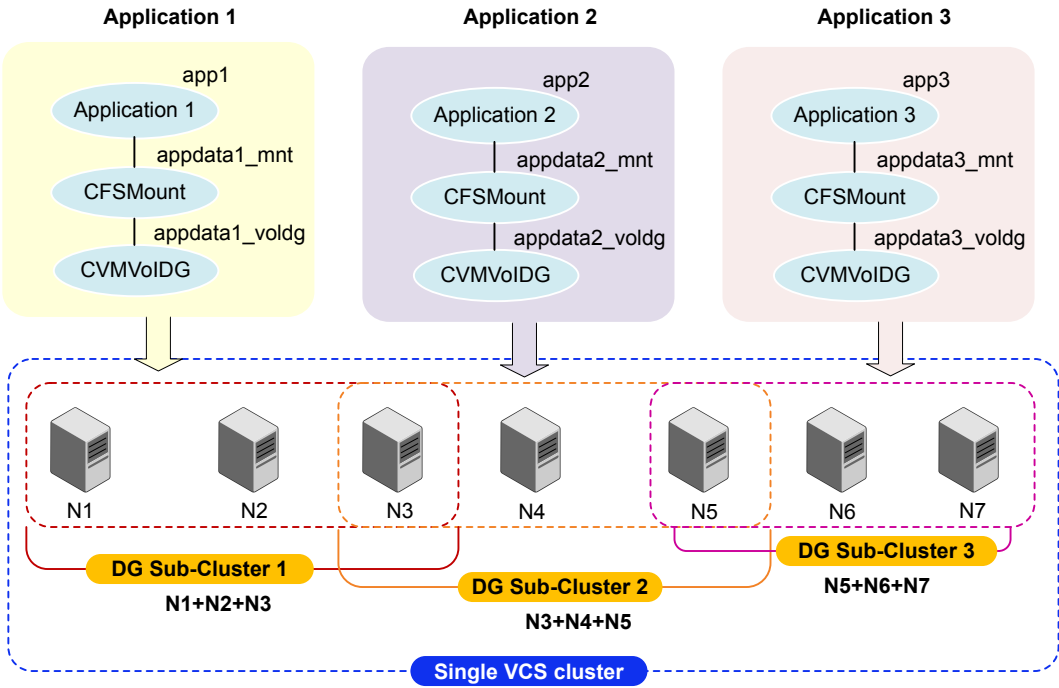 Application 1
Application 2
Application 3
app1
Application 1
appdata1_mnt
CFSMount
appdata1_voldg
CVMVolDG
app2
Application 2
appdata2_mnt
CFSMount
appdata2_voldg
CVMVolDG
app3
Application 3
appdata3_mnt
CFSMount
appdata3_voldg
CVMVolDG
N1
N2
N3
N4
N5
N6
N7
DG Sub-Cluster 1
N1+N2+N3
DG Sub-Cluster 2
N3+N4+N5
DG Sub-Cluster 3
N5+N6+N7
Single VCS cluster